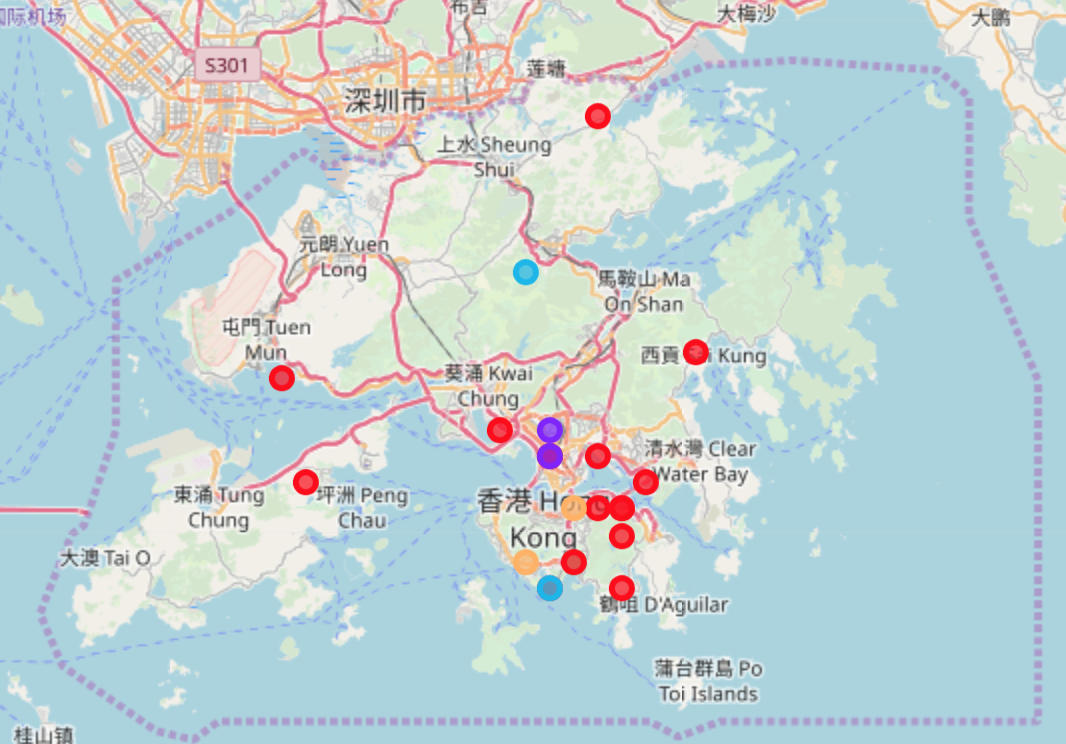 布吉
大梅沙
大鹏
国际机场
S301
莲塘
深圳市
上水 Sheung
Shui
元朗 Yuen
Long
馬鞍山 Ma
On Shan
屯門 Tuen
Mun
西貢 Kung
葵涌 Kwai
Chung
清水灣 Clear
Water Bay
東涌 Tung
Chung
坪洲 Peng
Chau
香港 Hong
Kong
大澳 Tai O
鶴咀 D'Aguilar
蒲台群島 Po
Toi Islands
桂山镇